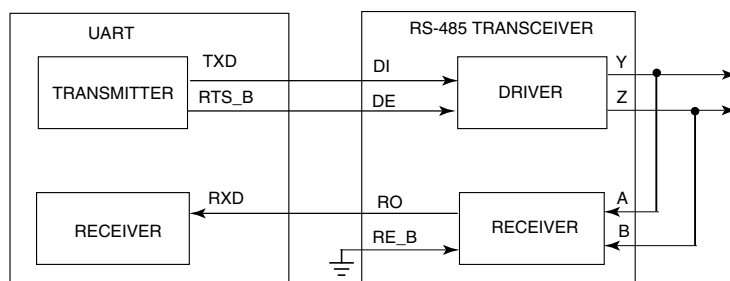 UART
RS-485 TRANSCEIVER
TXD
DI
Y
TRANSMITTER
DRIVER
RTS_B
DE
Z
RXD
RO
A
RECEIVER
RECEIVER
RE_B
B